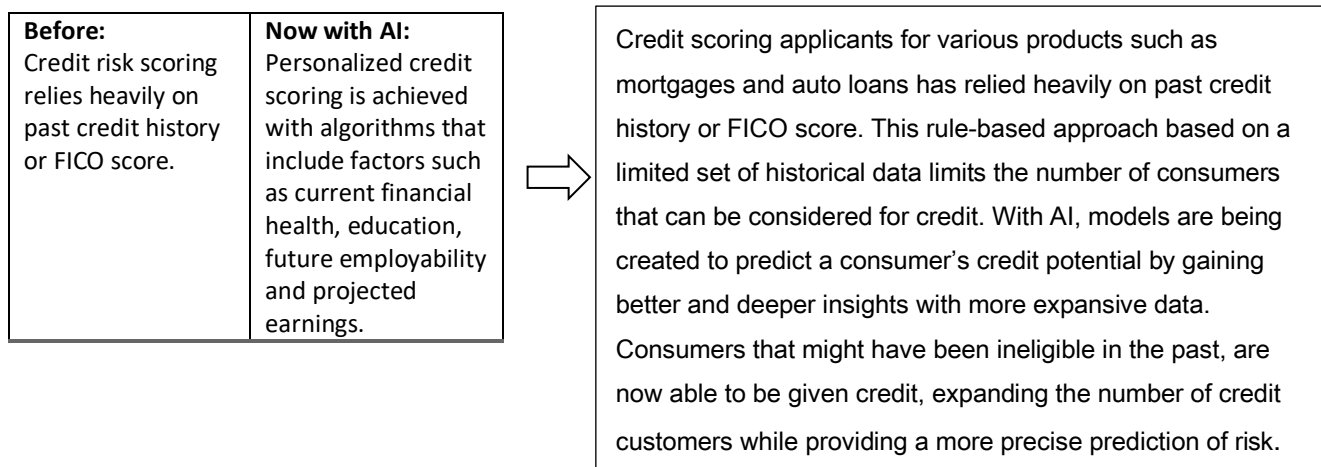 Before:
Credit risk scoring
relies heavily on
past credit history
or FICO score.
Now with AI:
Personalized credit
scoring is achieved
with algorithms that
include factors such
as current financial
health, education,
future employability
and projected
earnings.
Credit scoring applicants for various products such as
mortgages and auto loans has relied heavily on past credit
history or FICO score. This rule-based approach based on a
limited set of historical data limits the number of consumers
that can be considered for credit. With AI, models are being
created to predict a consumer’s credit potential by gaining
better and deeper insights with more expansive data.
Consumers that might have been ineligible in the past, are
now able to be given credit, expanding the number of credit
customers while providing a more precise prediction of risk.